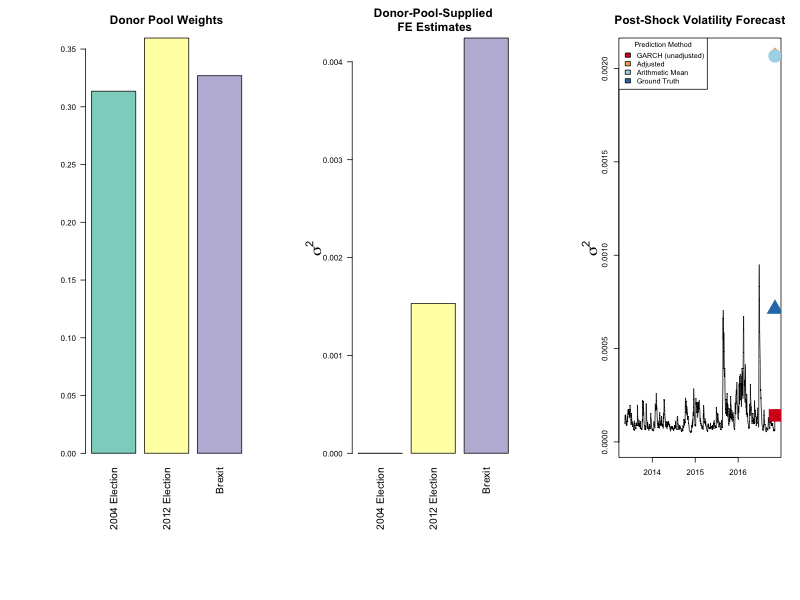 Donor Pool Weights
0.35
0.30
0.25
0.20
0.15
0.10
0.05
0.00
2004 Election
2012 Election
Brexit
Donor-Pool-Supplied
FE Estimates
σ2
0.004
0.003
0.002
0.001
0.000
2004 Election
2012 Election
Brexit
Post-Shock Volatility Forecast
Prediction Method
GARCH (unadjusted)
Adjusted
Arithmetic Mean
Ground Truth
σ2
0.0020
0.0015
0.0010
0.0005
0.0000
2014 2015 2016